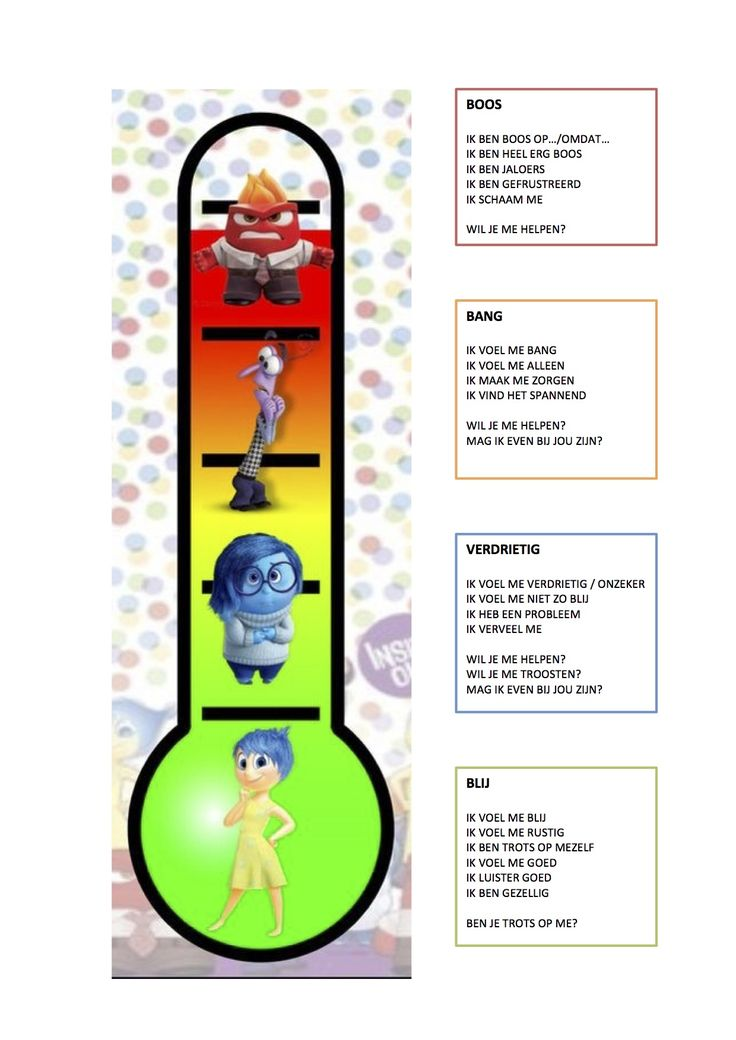 BOOS
IK BEN BOOS OP…/OMDAT…
IK BEN HEEL ERG BOOS
IK BEN JALOERS
IK BEN GEFRUSTREERD
IK SCHAAM ME
WIL JE ME HELPEN?
BANG
IK VOEL ME BANG
IK VOEL ME ALLEEN
IK MAAK ME ZORGEN
IK VIND HET SPANNEND
WIL JE ME HELPEN?
MAG IK EVEN BIJ JOU ZIJN?
VERDRIETIG
IK VOEL ME VERDRIETIG / ONZEKER
IK VOEL ME NIET ZO BLIJ
IK HEB EEN PROBLEEM
IK VERVEEL ME
WIL JE ME HELPEN?
WIL JE ME TROOSTEN?
MAG IK EVEN BIJ JOU ZIJN?
BLIJ
IK VOEL ME BLIJ
IK VOEL ME RUSTIG
IK BEN TROTS OP MEZELF
IK VOEL ME GOED
IK LUISTER GOED
IK BEN GEZELLIG
BEN JE TROTS OP ME?